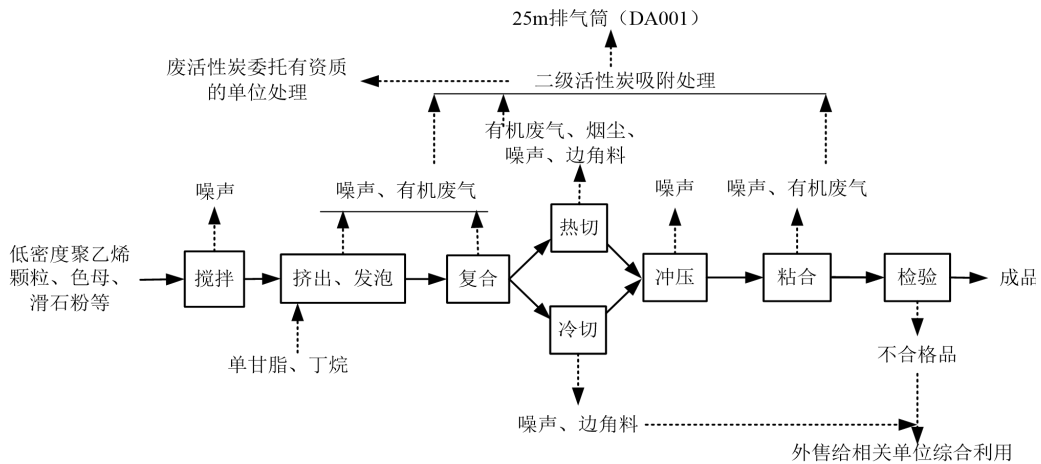 25m排气筒（DA001）
废活性炭委托有资质
的单位处理
二级活性炭吸附处理
有机废气、烟尘、
噪声、边角料
噪声
噪声、有机废气
噪声
噪声、有机废气
热切
低密度聚乙烯
颗粒、色母、
滑石粉等
搅拌
挤出、发泡
复合
冲压
粘合
检验
成品
冷切
单甘脂、丁烷
不合格品
噪声、边角料
外售给相关单位综合利用